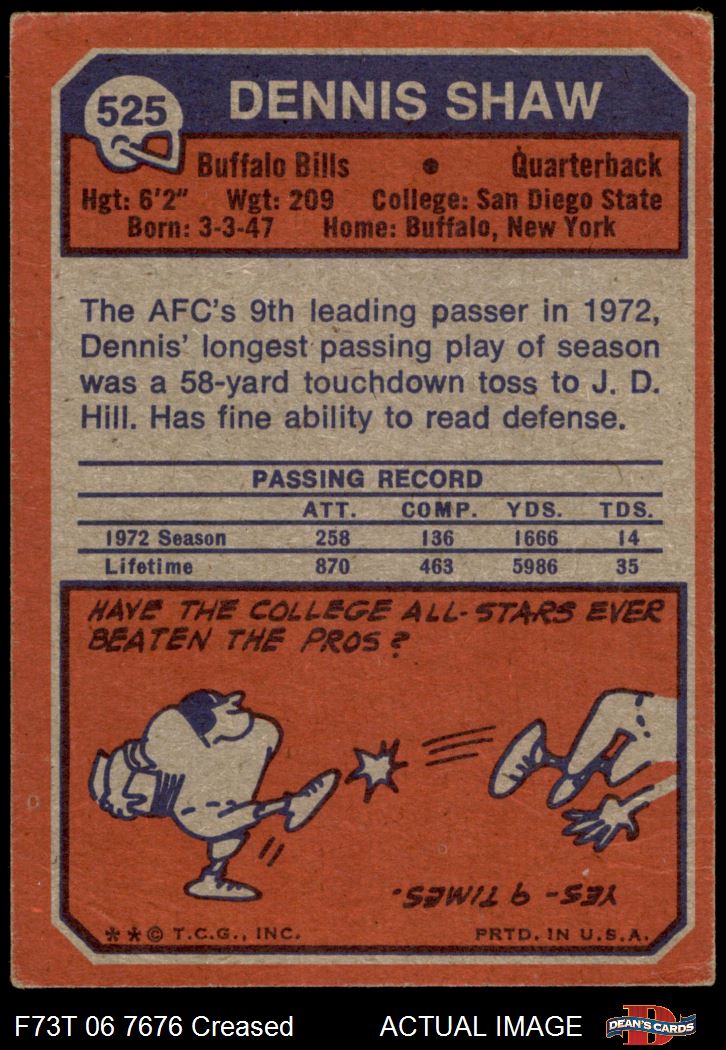 525
DENNIS SHAW
Buffalo Bills • Quarterback
Hgt: 6'2" Wgt: 209 College: San Diego State
Born: 3-3-47 Home: Buffalo, New York
The AFC's 9th leading passer in 1972,
Dennis' longest passing play of season
was a 58-yard touchdown toss to J. D.
Hill. Has fine ability to read defense.
PASSING RECORD
ATT. COMP. YDS. TDS.
1972 Season 258 136 1666 14
Lifetime 870 463 5986 35
HAVE THE COLLEGE ALL-STARS EVER
BEATEN THE PROS?
YES- 9 TIMES.
** © T.C.G., INC. PRTD. IN U.S.A.
F73T 06 7676 Creased ACTUAL IMAGE
D
DEAN'S CARDS